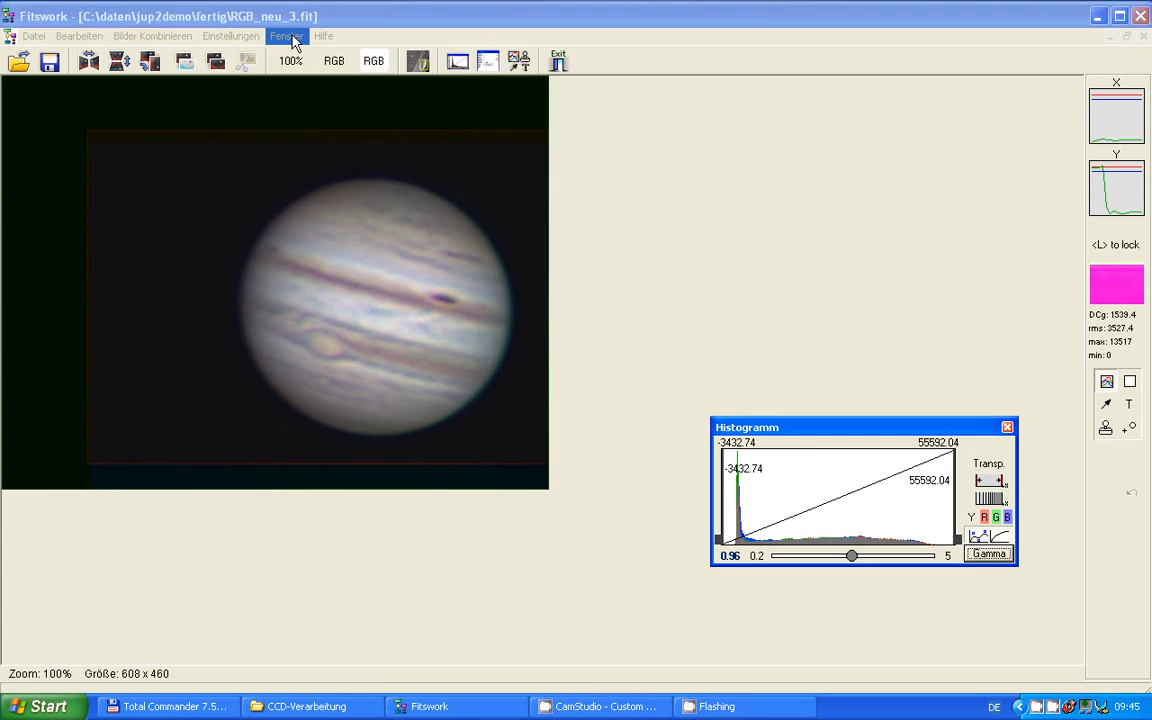 Fitswork - [C:\daten\jup2demo\fertig\RGB_neu_3.fit]
Datei Bearbeiten Bilder Kombinieren Einstellungen Fenster Hilfe
100% RGB RGB Exit
X
Y
<L> to lock
DCg: 1539.4
rms: 3527.4
max: 13517
min: 0
T
Histogramm
-3432.74 55592.04
-3432.74
55592.04
Transp.
Y R G B
0.96 0.2 5 Gamma
Zoom: 100% Größe: 608 x 460
Start Total Commander 7.5... CCD-Verarbeitung Fitswork CamStudio - Custom ... Flashing DE 09:45